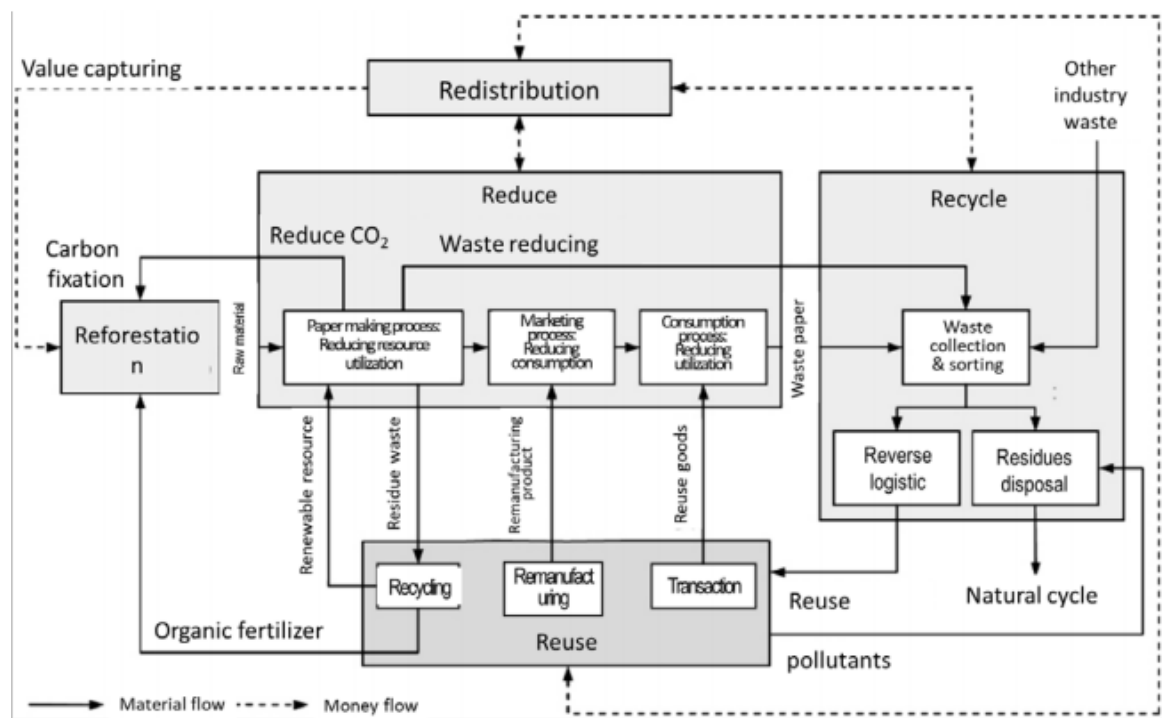 Value capturing
Redistribution
Other
industry
waste
Reduce
Recycle
Reduce CO₂
Waste reducing
Carbon
fixation
Reforestatio
n
Raw material
Paper making process:
Reducing resource
utilization
Marketing
process:
Reducing
consumption
Consumption
process:
Reducing
utilization
Waste paper
Waste
collection
& sorting
Reverse
logistic
Residues
disposal
Renewable resource
Residue waste
Remanufacturing
product
Reuse goods
Recycling
Remanufact
uring
Transaction
Reuse
Natural cycle
Organic fertilizer
Reuse
pollutants
Material flow
Money flow